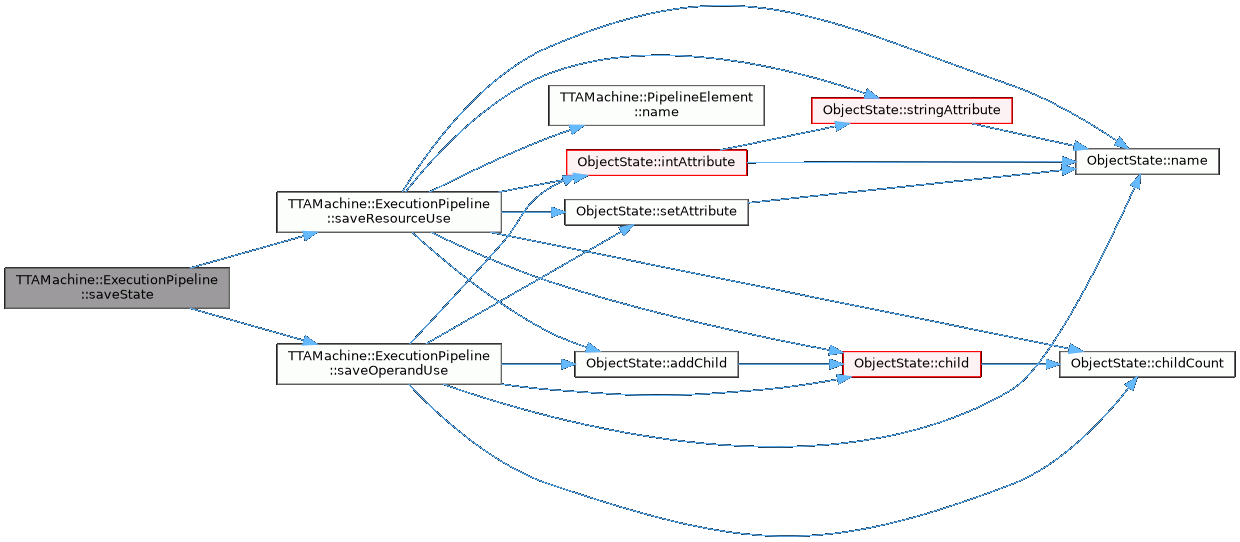 TTAMachine::ExecutionPipeline
::saveState
TTAMachine::ExecutionPipeline
::saveResourceUse
TTAMachine::ExecutionPipeline
::saveOperandUse
TTAMachine::PipelineElement
::name
ObjectState::intAttribute
ObjectState::setAttribute
ObjectState::addChild
ObjectState::stringAttribute
ObjectState::child
ObjectState::name
ObjectState::childCount